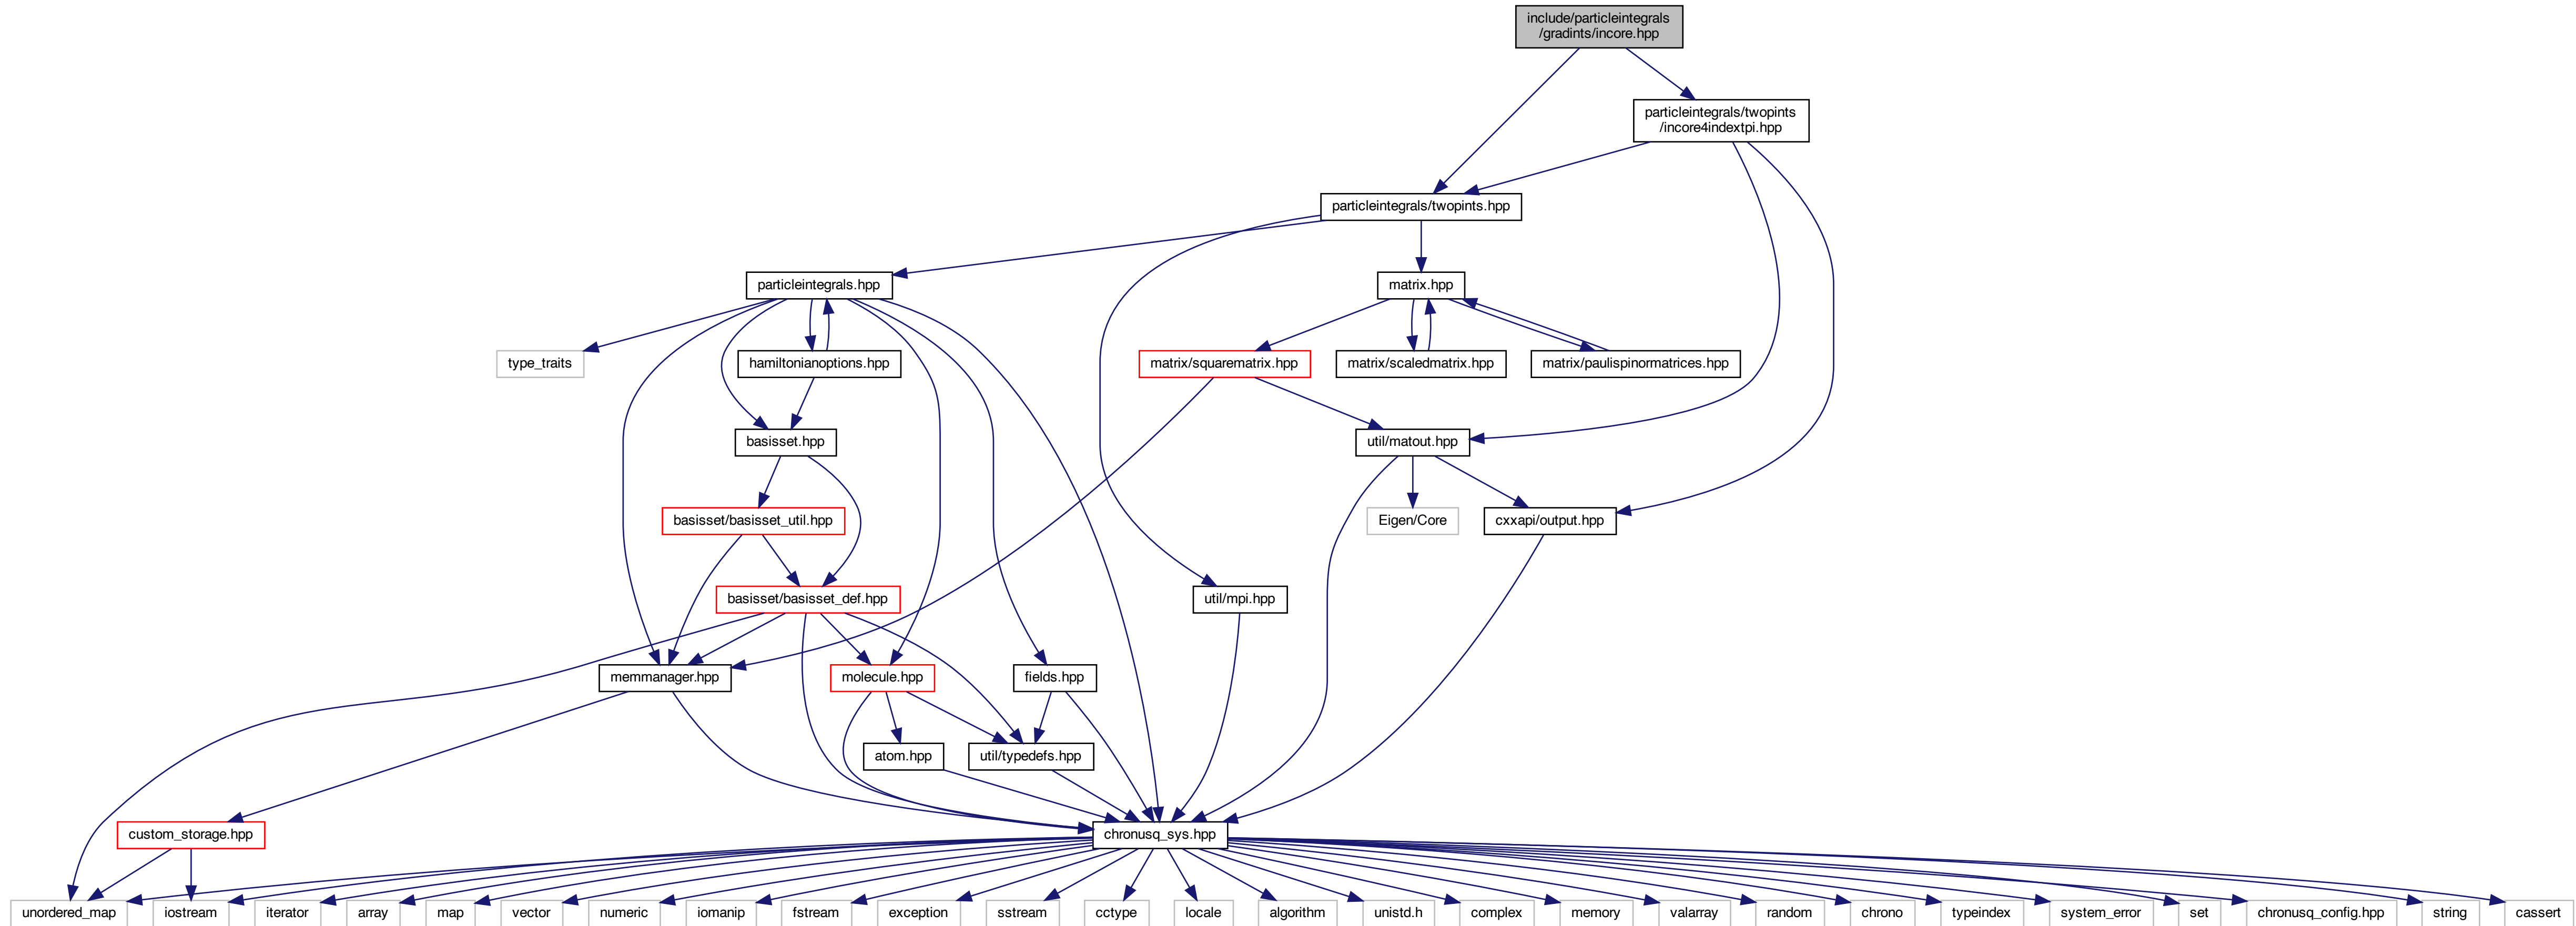 include/particleintegrals
/gradints/incore.hpp
particleintegrals/twopints
/incore4indextpi.hpp
particleintegrals/twopints.hpp
particleintegrals.hpp
matrix.hpp
type_traits
hamiltonianoptions.hpp
matrix/squarematrix.hpp
matrix/scaledmatrix.hpp
matrix/paulispinormatrices.hpp
basisset.hpp
util/matout.hpp
basisset/basisset_util.hpp
Eigen/Core
cxxapi/output.hpp
basisset/basisset_def.hpp
util/mpi.hpp
memmanager.hpp
molecule.hpp
fields.hpp
atom.hpp
util/typedefs.hpp
custom_storage.hpp
chronusq_sys.hpp
unordered_map
iostream
iterator
array
map
vector
numeric
iomanip
fstream
exception
sstream
cctype
locale
algorithm
unistd.h
complex
memory
valarray
random
chrono
typeindex
system_error
set
chronusq_config.hpp
string
cassert